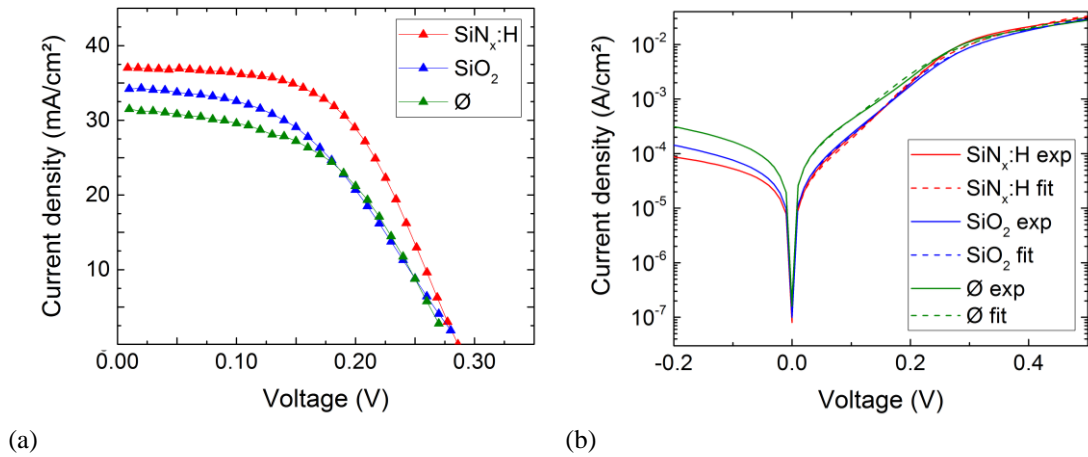 40
30
20
10
0.00 0.10 0.20 0.30
Current density (mA/cm²)
Voltage (V)
SiNₓ:H
SiO₂
Ø
(a)
10⁻²
10⁻³
10⁻⁴
10⁻⁵
10⁻⁶
10⁻⁷
-0.2 0.0 0.2 0.4
Current density (A/cm²)
Voltage (V)
SiNₓ:H exp
SiNₓ:H fit
SiO₂ exp
SiO₂ fit
Ø exp
Ø fit
(b)